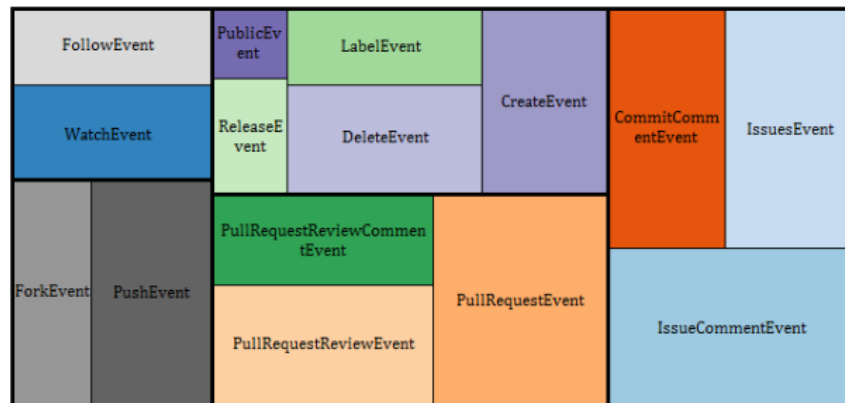 FollowEvent
WatchEvent
ForkEvent
PushEvent
PublicEv
ent
LabelEvent
ReleaseE
vent
DeleteEvent
CreateEvent
PullRequestReviewCommen
tEvent
PullRequestReviewEvent
PullRequestEvent
CommitComm
entEvent
IssuesEvent
IssueCommentEvent